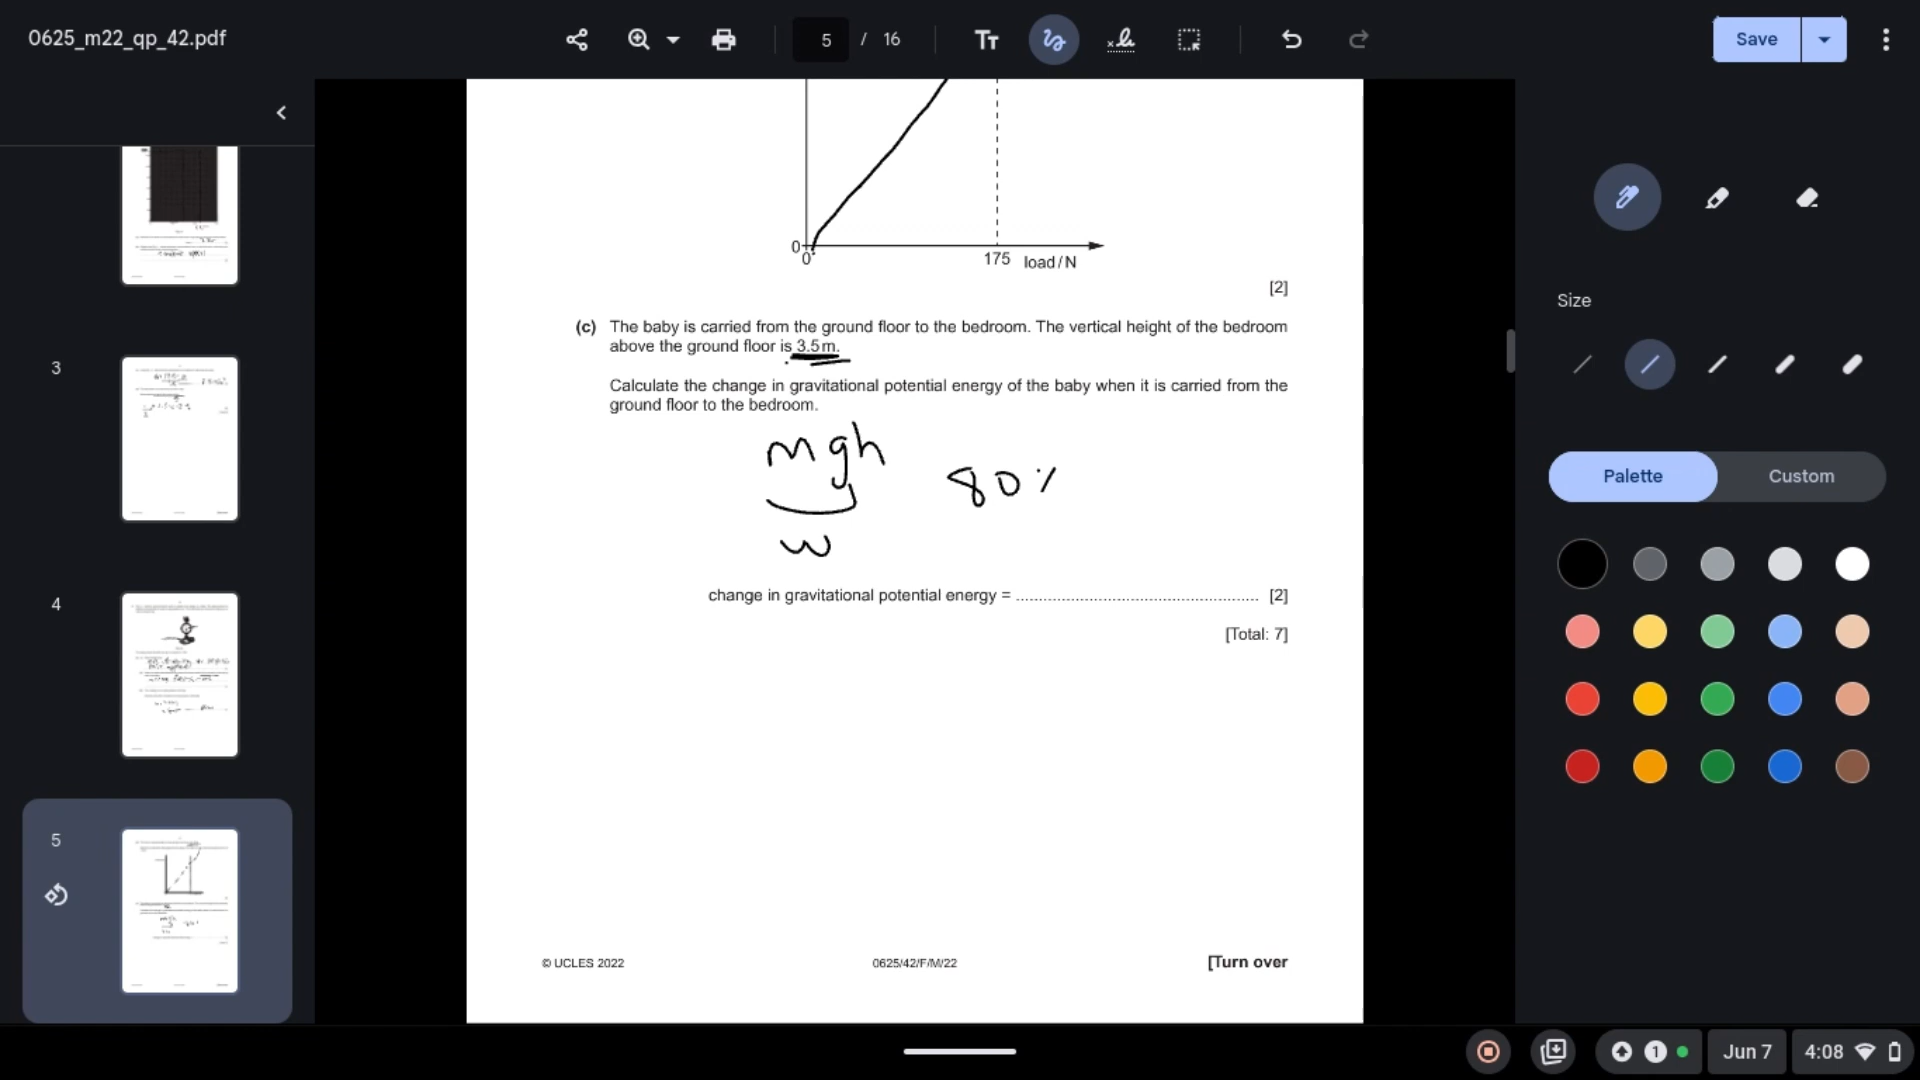 0625_m22_qp_42.pdf
5 / 16
Tт
Save
0
0
175 load/N
[2]
(c) The baby is carried from the ground floor to the bedroom. The vertical height of the bedroom
above the ground floor is 3.5 m.
Calculate the change in gravitational potential energy of the baby when it is carried from the
ground floor to the bedroom.
mgh
80%
w
change in gravitational potential energy = .......................................... [2]
[Total: 7]
© UCLES 2022
0625/42/F/M/22
[Turn over
3
4
5
Size
Palette
Custom
1
Jun 7
4:08